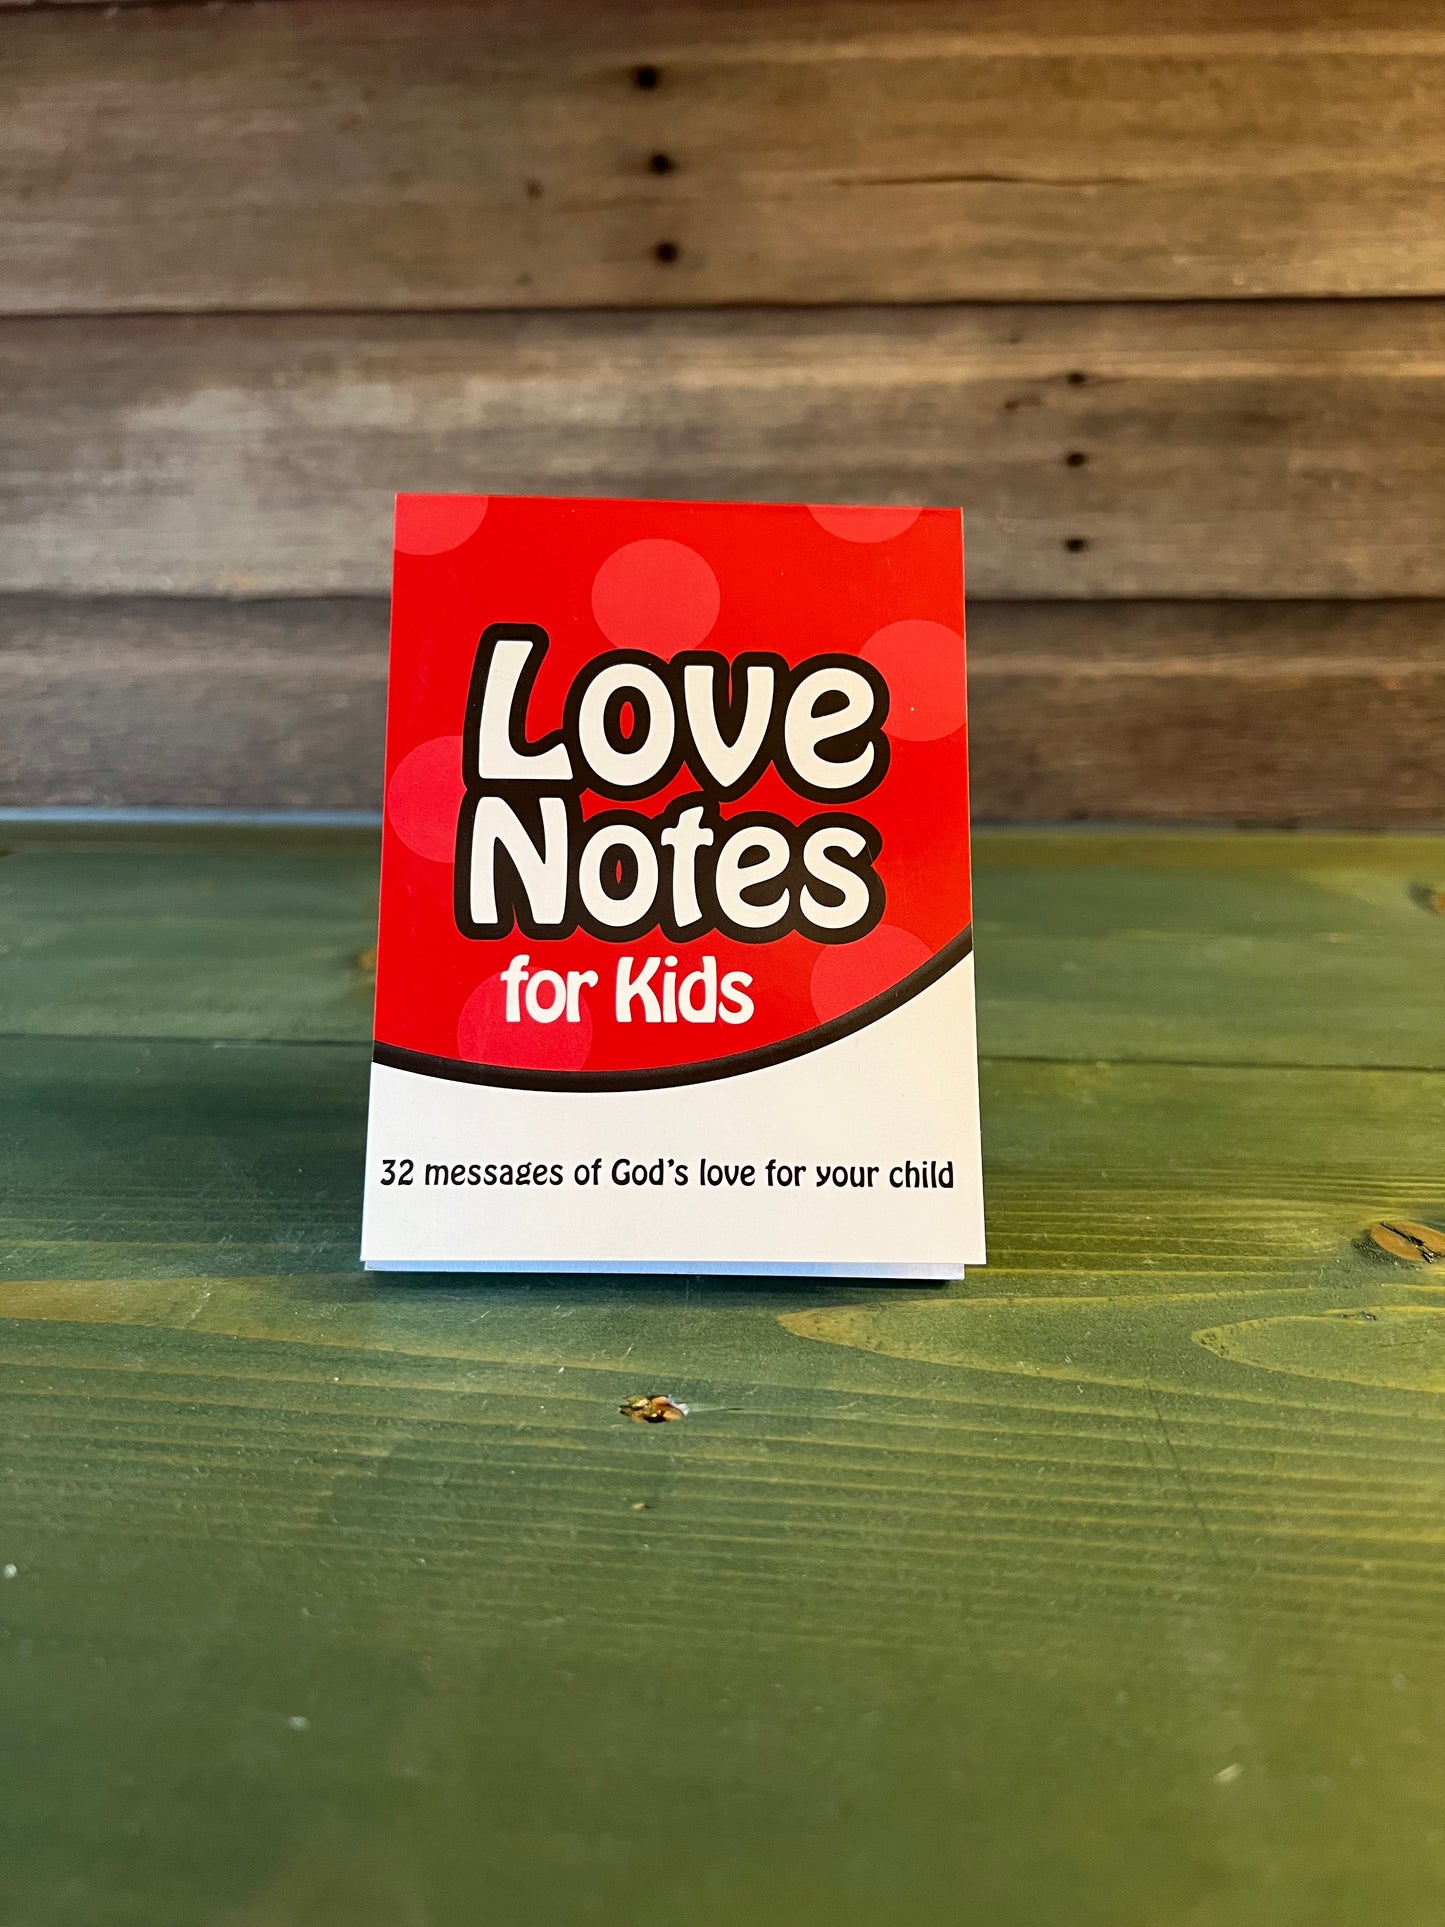 Love
Notes
for Kids
32 messages of God's love for your child